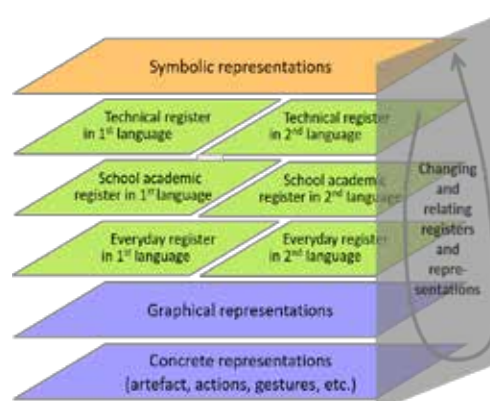 Symbolic representations
Technical register
in 1st language
Technical register
in 2nd language
School academic
register in 1st language
School academic
register in 2nd language
Everyday register
in 1st language
Everyday register
in 2nd language
Graphical representations
Concrete representations
(artefact, actions, gestures, etc.)
Changing
and
relating
registers
and
repre-
sentations